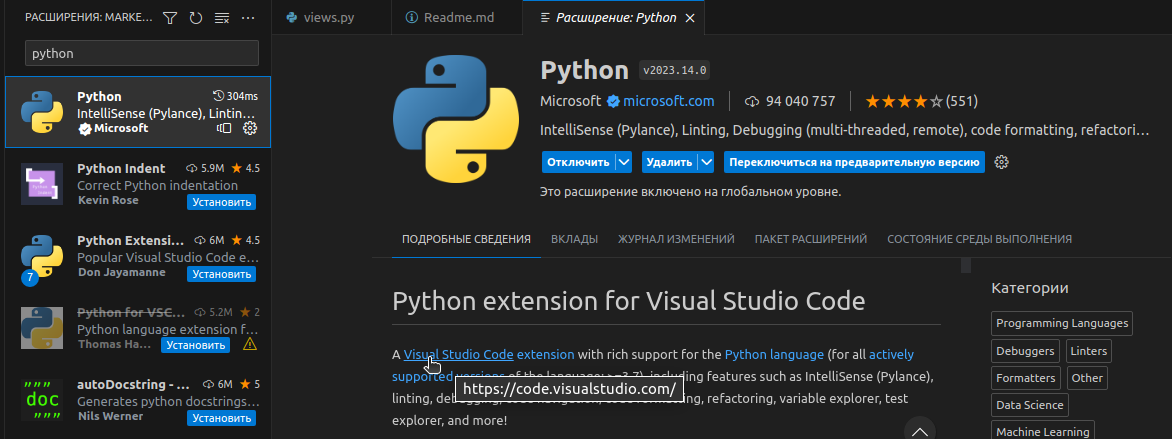 РАСШИРЕНИЯ: MARKE...
python
Python
304ms
IntelliSense (Pylance), Lintin...
Microsoft
Python Indent
5.9M
4.5
Correct Python indentation
Kevin Rose
Установить
Python Extensi...
6M
4.5
Popular Visual Studio Code e...
Don Jayamanne
Установить
7
Python for VSC...
5.2M
2
Python language extension f...
Thomas Ha...
Установить
autoDocstring - ...
6M
5
Generates python docstrings...
Nils Werner
Установить
"""
doc
"""
views.py
Readme.md
Расширение: Python
Python
v2023.14.0
Microsoft
microsoft.com
94 040 757
(551)
IntelliSense (Pylance), Linting, Debugging (multi-threaded, remote), code formatting, refactori...
Отключить
Удалить
Переключиться на предварительную версию
Это расширение включено на глобальном уровне.
ПОДРОБНЫЕ СВЕДЕНИЯ
ВКЛАДЫ
ЖУРНАЛ ИЗМЕНЕНИЙ
ПАКЕТ РАСШИРЕНИЙ
СОСТОЯНИЕ СРЕДЫ ВЫПОЛНЕНИЯ
Python extension for Visual Studio Code
A Visual Studio Code extension with rich support for the Python language (for all actively
supported versions of the language: >=3.7), including features such as IntelliSense (Pylance),
https://code.visualstudio.com/
linting, refactoring, variable explorer, test
explorer, and more!
Категории
Programming Languages
Debuggers
Linters
Formatters
Other
Data Science
Machine Learning